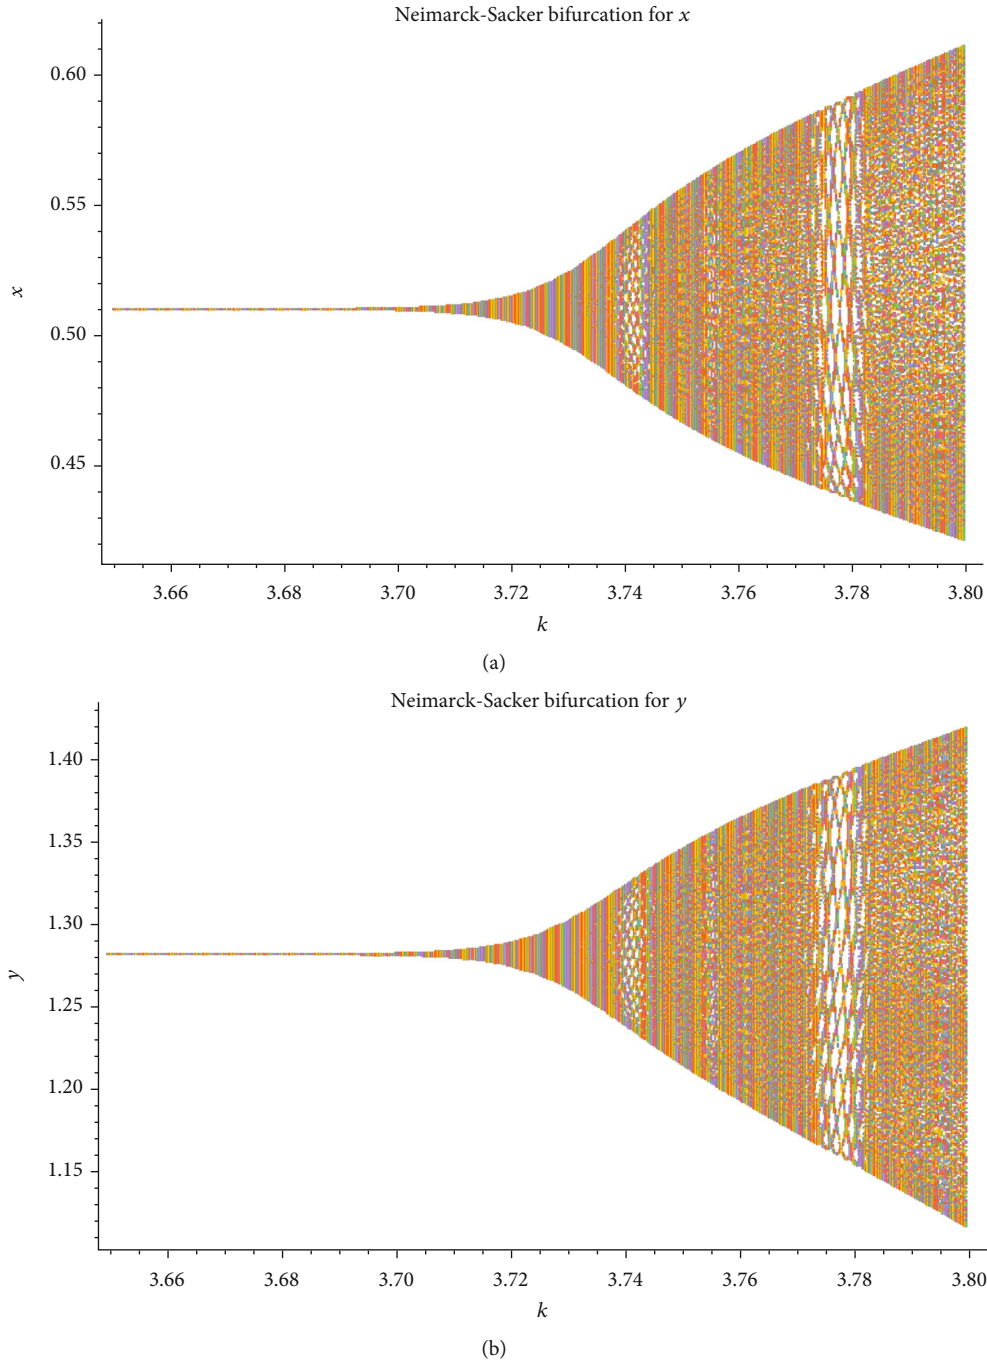 Neimarck-Sacker bifurcation for x
0.60
0.55
x
0.50
0.45
3.66 3.68 3.70 3.72 3.74 3.76 3.78 3.80
k
(a)
Neimarck-Sacker bifurcation for y
1.40
1.35
1.30
y
1.25
1.20
1.15
3.66 3.68 3.70 3.72 3.74 3.76 3.78 3.80
k
(b)